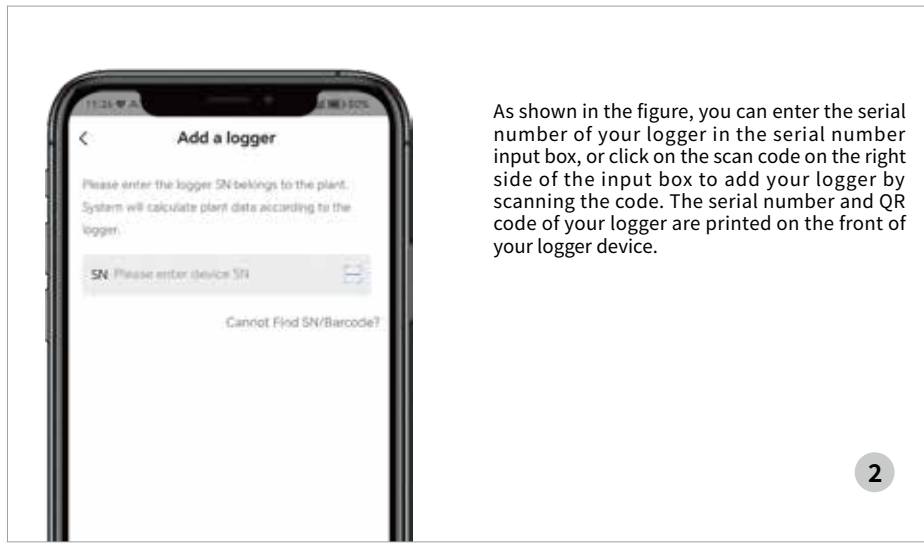 11:26
Add a logger
Please enter the logger SN belongs to the plant.
System will calculate plant data according to the
logger.
SN Please enter device SN
Cannot Find SN/Barcode?
As shown in the figure, you can enter the serial
number of your logger in the serial number
input box, or click on the scan code on the right
side of the input box to add your logger by
scanning the code. The serial number and QR
code of your logger are printed on the front of
your logger device.
2